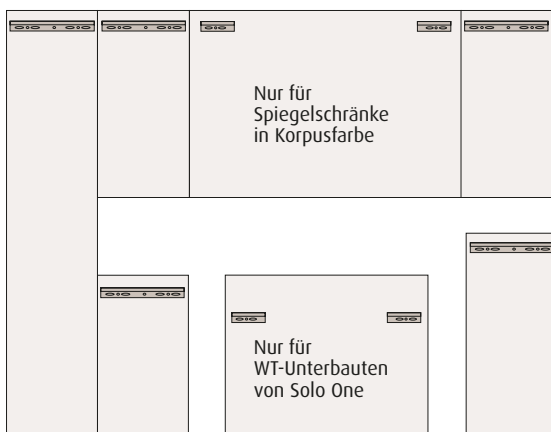 Nur für
Spiegelschränke
in Korpusfarbe
Nur für
WT-Unterbauten
von Solo One